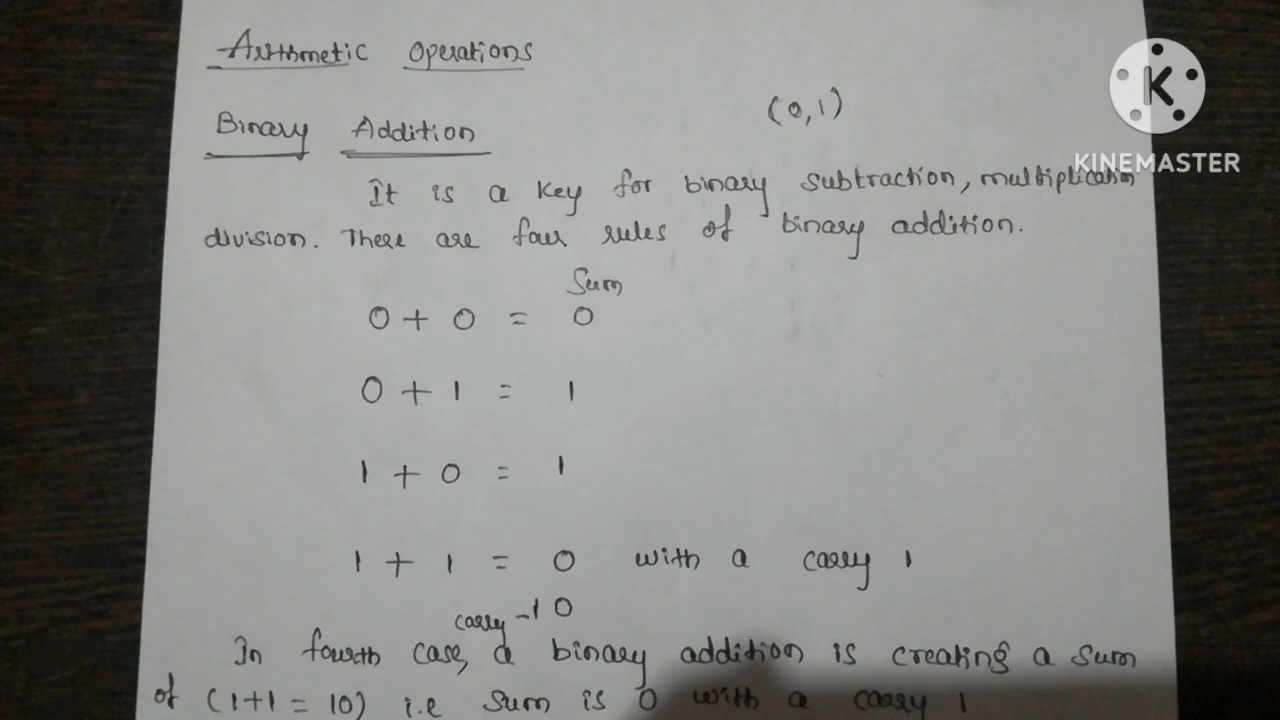 Arithmetic Operations
(0,1)
Binary Addition
It is a key for binary subtraction, multiplication
division. There are four rules of binary addition.
Sum
0 + 0 = 0
0 + 1 = 1
1 + 0 = 1
1 + 1 = 0 with a carry 1
carry - 1 0
In fourth case, a binary addition is creating a sum
of (1+1 = 10) i.e sum is 0 with a carry 1
K
KINEMASTER